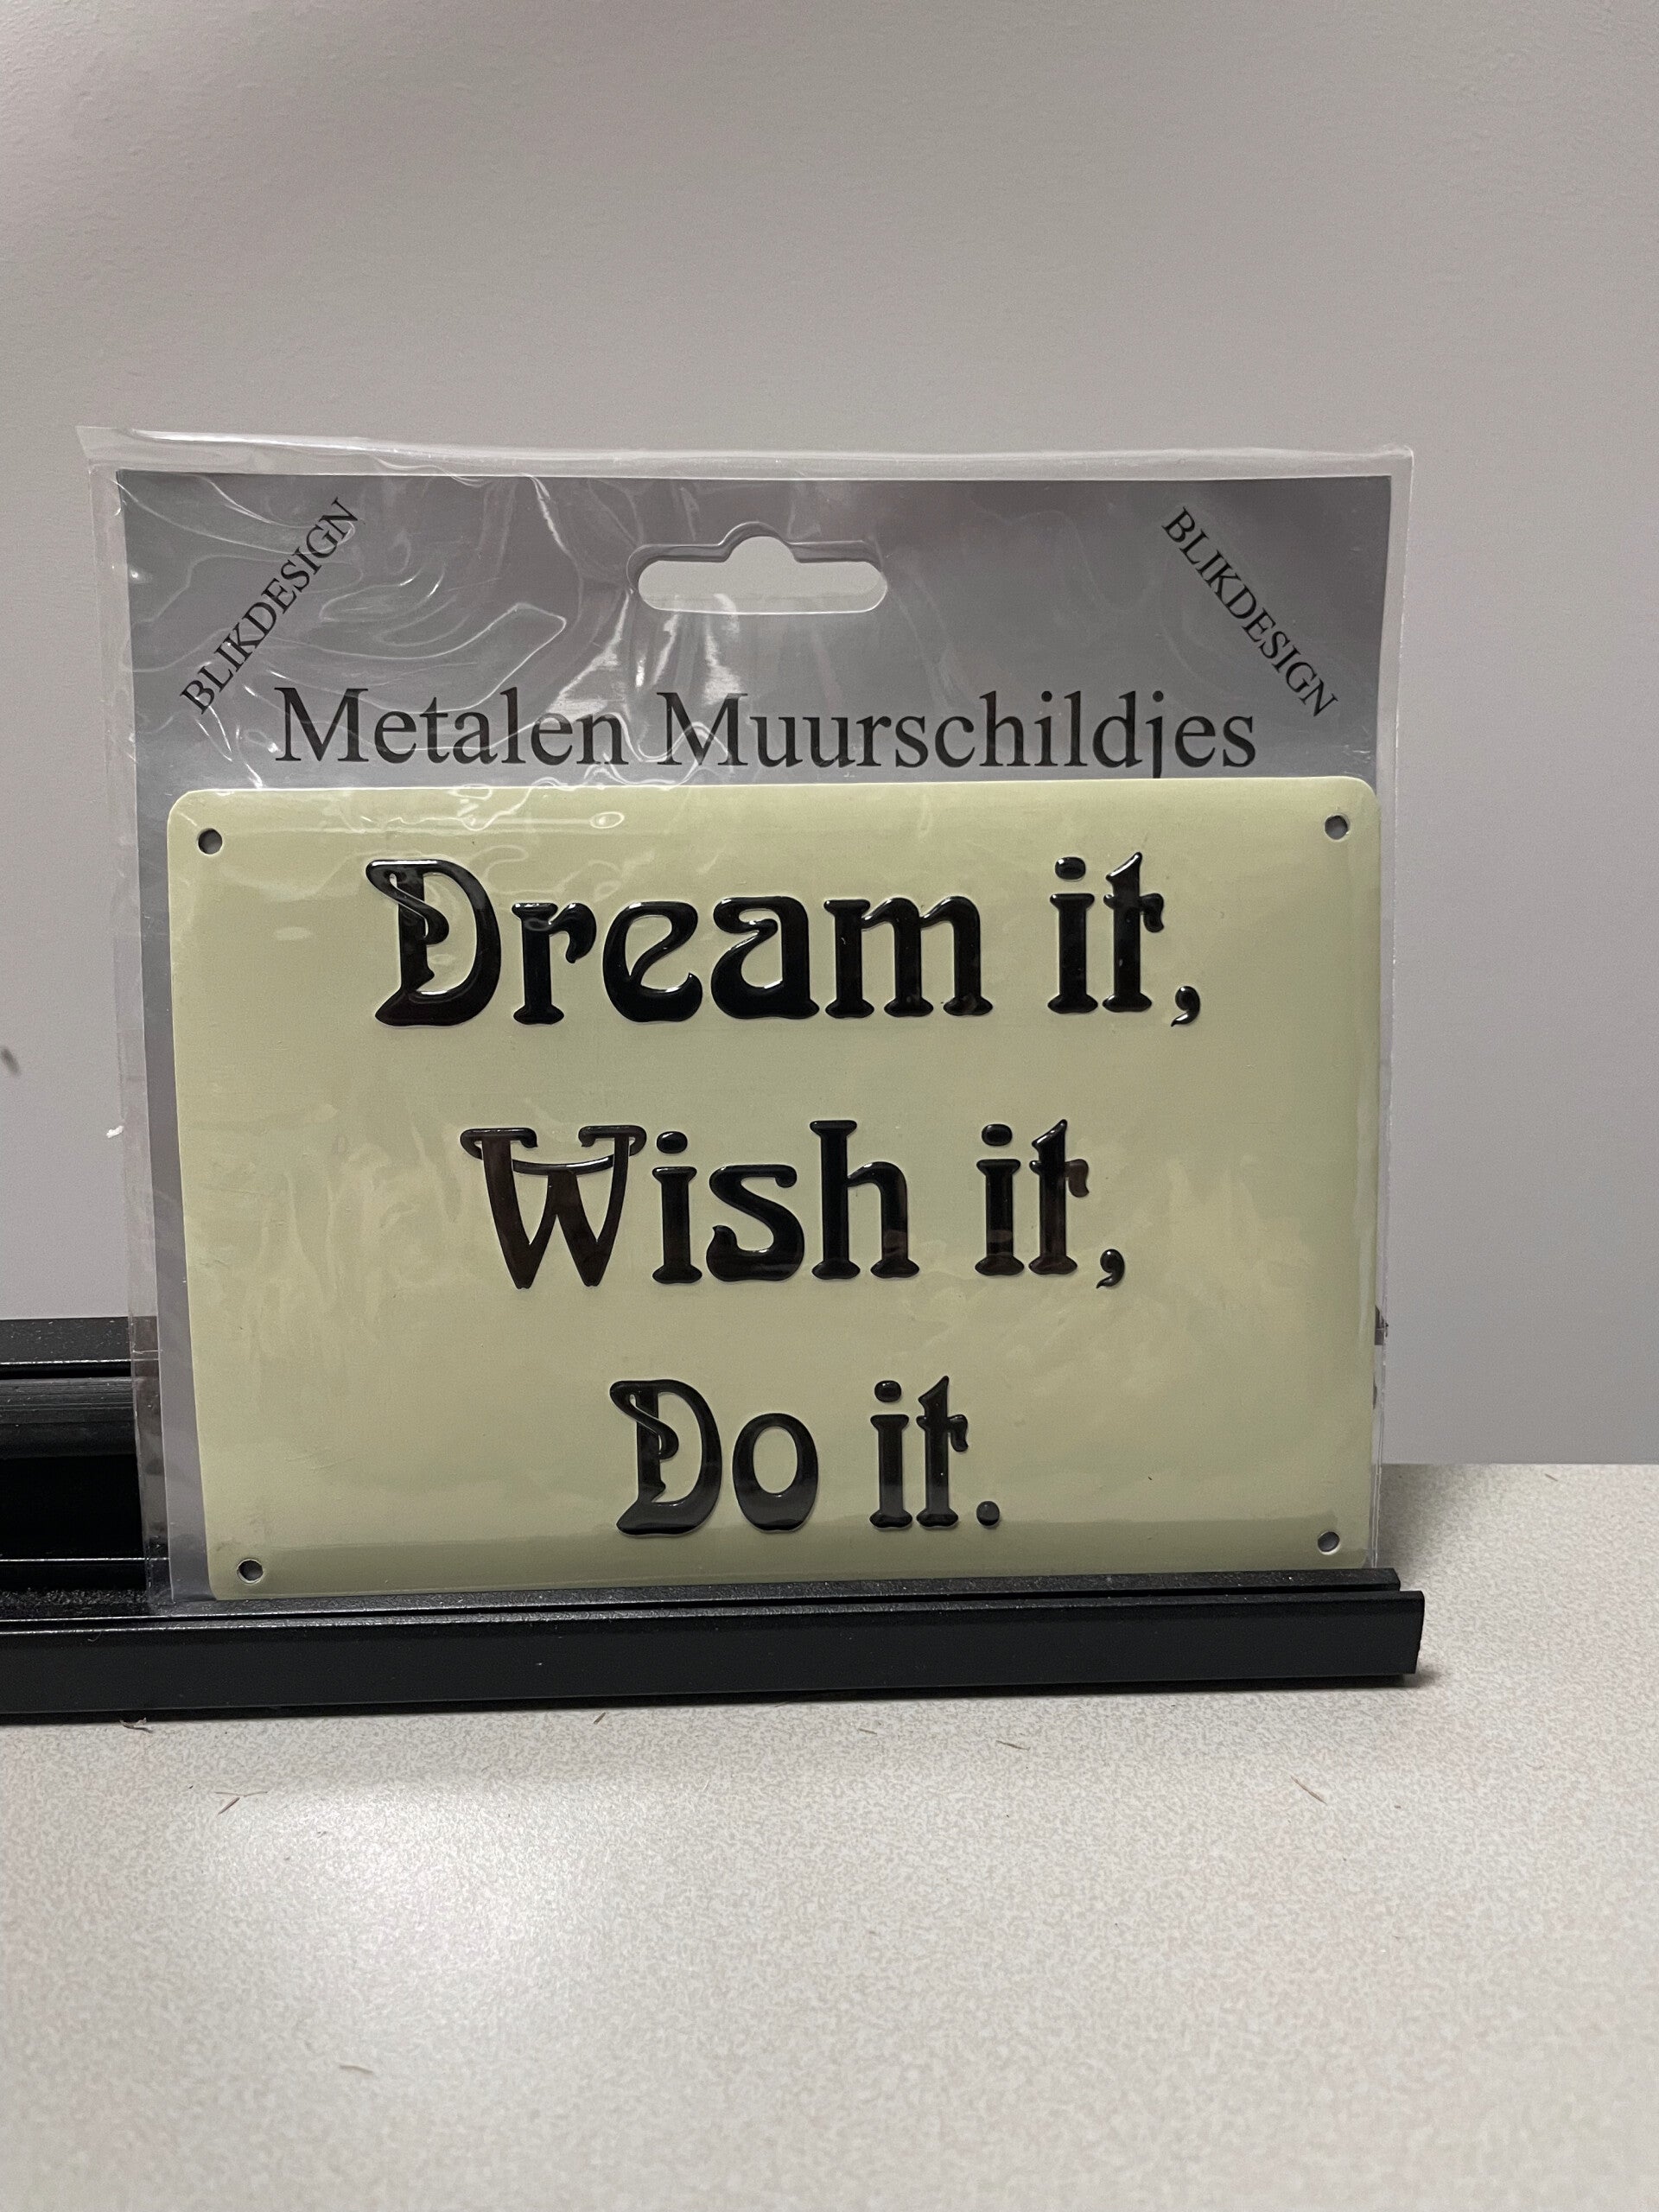 BLIKDESIGN
BLIKDESIGN
Metalen Muurschildjes
Dream it,
Wish it,
Do it.